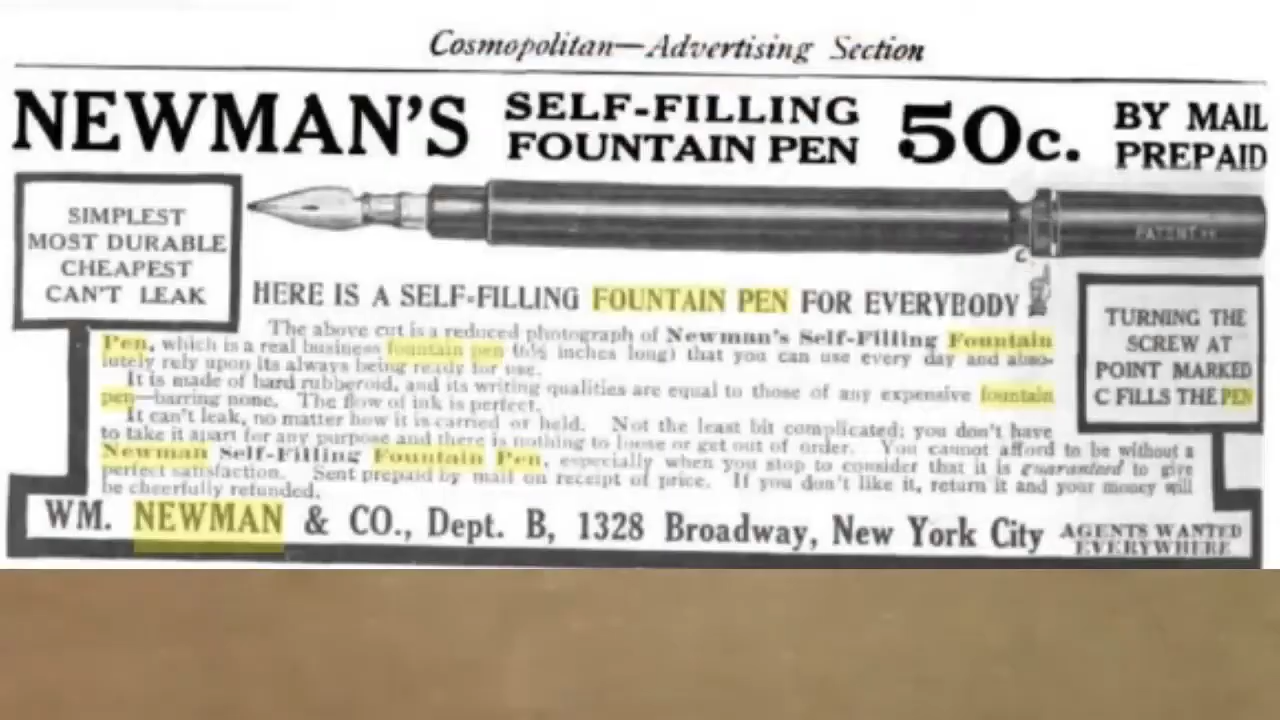 Cosmopolitan—Advertising Section
NEWMAN'S SELF-FILLING FOUNTAIN PEN 50c. BY MAIL PREPAID
SIMPLEST
MOST DURABLE
CHEAPEST
CAN'T LEAK
PATENT
C
HERE IS A SELF-FILLING FOUNTAIN PEN FOR EVERYBODY
TURNING THE
SCREW AT
POINT MARKED
C FILLS THE PEN
The above cut is a reduced photograph of Newman's Self-Filling Fountain
Pen, which is a real business fountain pen (6½ inches long) that you can use every day and abso-
lutely rely upon its always being ready for use.
It is made of hard rubberoid, and its writing qualities are equal to those of any expensive fountain
pen—barring none. The flow of ink is perfect.
It can't leak, no matter how it is carried or held. Not the least bit complicated; you don't have
to take it apart for any purpose and there is nothing to loose or get out of order. You cannot afford to be without a
Newman Self-Filling Fountain Pen, especially when you stop to consider that it is guaranteed to give
perfect satisfaction. Sent prepaid by mail on receipt of price. If you don't like it, return it and your money will
be cheerfully refunded.
WM. NEWMAN & CO., Dept. B, 1328 Broadway, New York City AGENTS WANTED EVERYWHERE